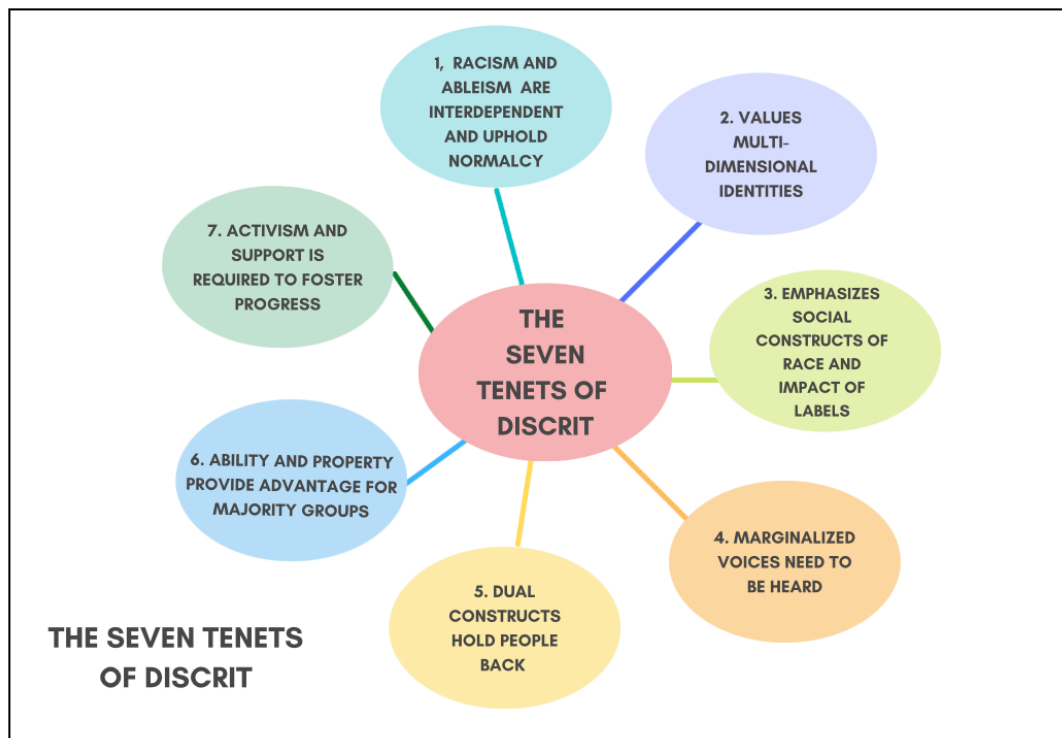 1, RACISM AND
ABLEISM ARE
INTERDEPENDENT
AND UPHOLD
NORMALCY
2. VALUES
MULTI-
DIMENSIONAL
IDENTITIES
3. EMPHASIZES
SOCIAL
CONSTRUCTS OF
RACE AND
IMPACT OF
LABELS
4. MARGINALIZED
VOICES NEED TO
BE HEARD
5. DUAL
CONSTRUCTS
HOLD PEOPLE
BACK
6. ABILITY AND PROPERTY
PROVIDE ADVANTAGE FOR
MAJORITY GROUPS
7. ACTIVISM AND
SUPPORT IS
REQUIRED TO FOSTER
PROGRESS
THE
SEVEN
TENETS OF
DISCRIT
THE SEVEN TENETS
OF DISCRIT